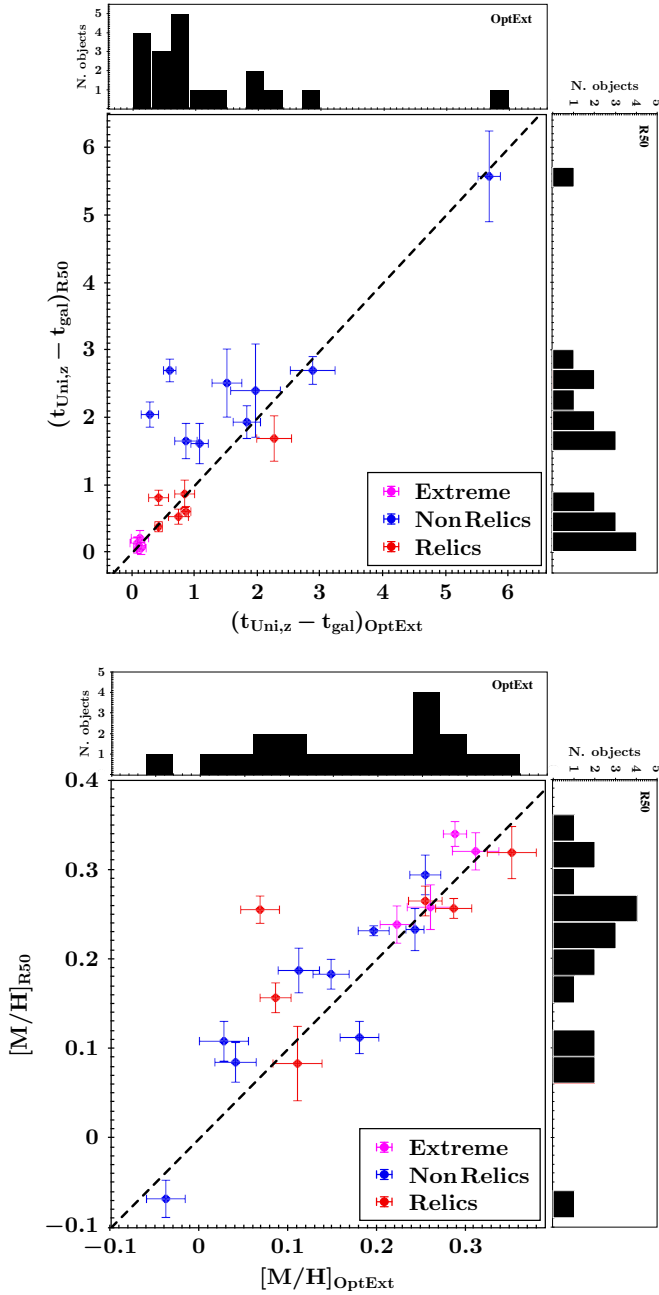 OptExt
N. objects
5
4
3
2
1
N. objects
1 2 3 4 5
R50
6
5
4
3
2
1
0
(t_Uni,z − t_gal)_R50
Extreme
Non Relics
Relics
0 1 2 3 4 5 6
(t_Uni,z − t_gal)_OptExt
OptExt
N. objects
5
4
3
2
1
N. objects
1 2 3 4 5
R50
0.4
0.3
0.2
0.1
0
−0.1
[M/H]_R50
Extreme
Non Relics
Relics
−0.1 0 0.1 0.2 0.3
[M/H]_OptExt